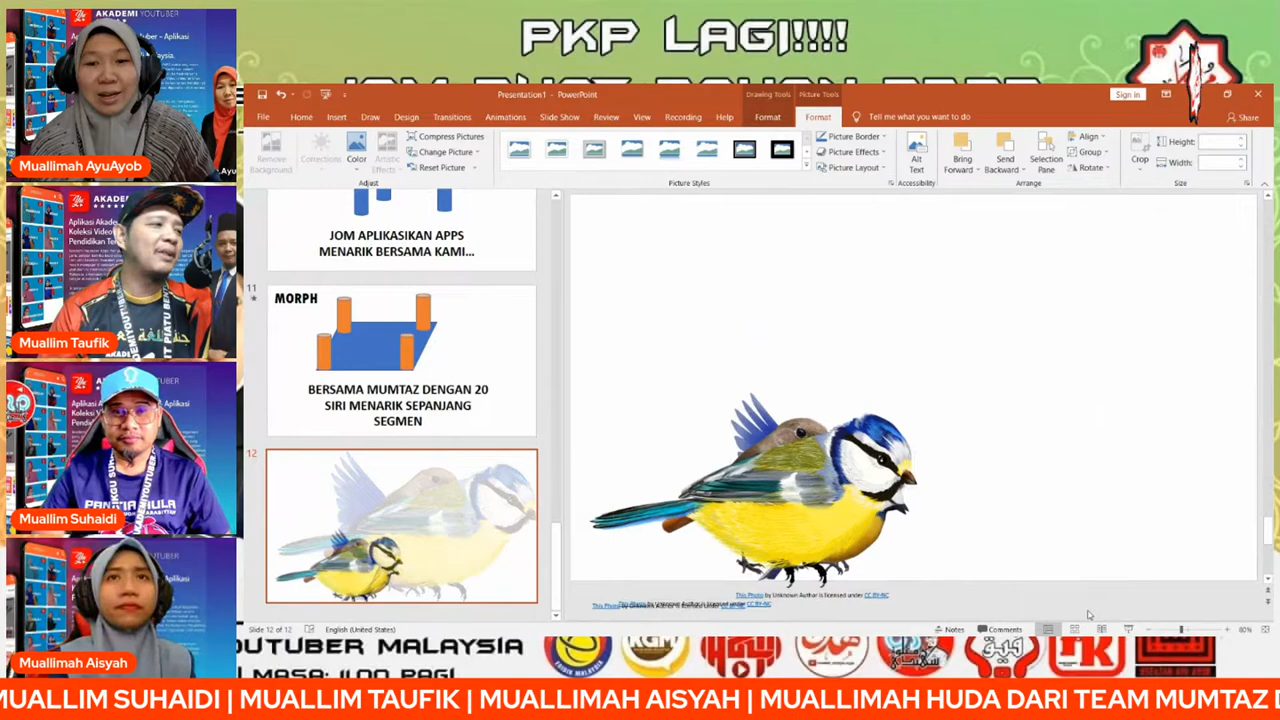 PKP LAGI!!!!
AKADEMI YOUTUBER
Muallimah AyuAyob
Muallim Taufik
Muallim Suhaidi
Muallimah Aisyah
Presentation1 - PowerPoint
Drawing Tools
Picture Tools
Sign in
File
Home
Insert
Draw
Design
Transitions
Animations
Slide Show
Review
View
Recording
Help
Format
Format
Tell me what you want to do
Share
Remove
Background
Corrections
Color
Artistic
Effects
Compress Pictures
Change Picture
Reset Picture
Adjust
Picture Styles
Picture Border
Picture Effects
Picture Layout
Alt
Text
Accessibility
Bring
Forward
Send
Backward
Selection
Pane
Align
Group
Rotate
Arrange
Crop
Height:
Width:
Size
JOM APLIKASIKAN APPS
MENARIK BERSAMA KAMI...
11
MORPH
BERSAMA MUMTAZ DENGAN 20
SIRI MENARIK SEPANJANG
SEGMEN
12
This Photo by Unknown Author is licensed under CC BY-NC
Slide 12 of 12
English (United States)
Notes
Comments
80%
OUTUBER MALAYSIA
MASA: 11.00 PAGI
MUALLIM SUHAIDI | MUALLIM TAUFIK | MUALLIMAH AISYAH | MUALLIMAH HUDA DARI TEAM MUMTAZ